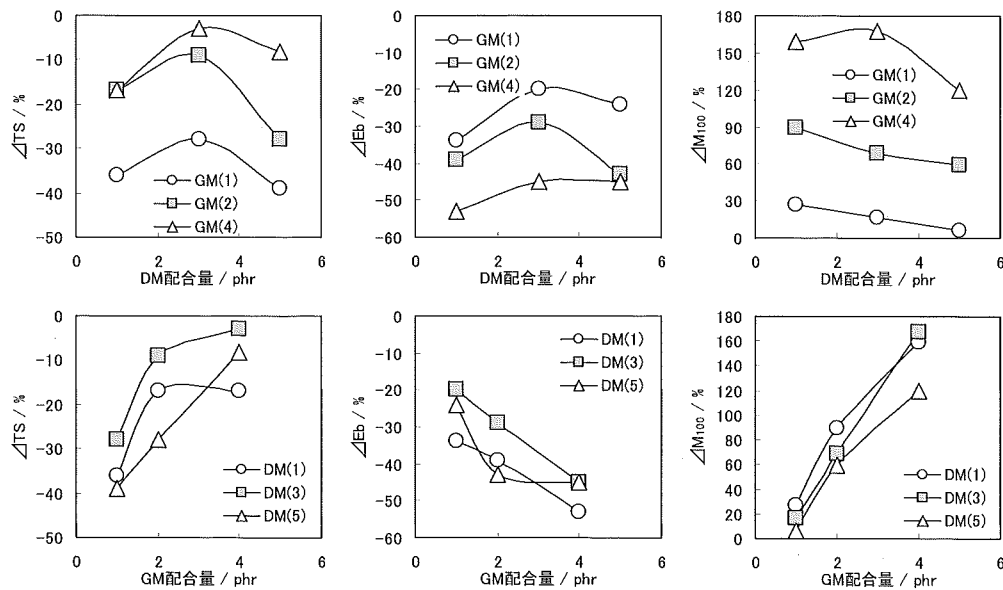 ⊿TS / %
0
-10
-20
-30
-40
-50
GM(1)
GM(2)
GM(4)
0
2
4
6
DM配合量 / phr
⊿Eb / %
0
-10
-20
-30
-40
-50
-60
GM(1)
GM(2)
GM(4)
0
2
4
6
DM配合量 / phr
⊿M100 / %
180
150
120
90
60
30
0
GM(1)
GM(2)
GM(4)
0
2
4
6
DM配合量 / phr
⊿TS / %
0
-10
-20
-30
-40
-50
DM(1)
DM(3)
DM(5)
0
2
4
6
GM配合量 / phr
⊿Eb / %
0
-10
-20
-30
-40
-50
-60
DM(1)
DM(3)
DM(5)
0
2
4
6
GM配合量 / phr
⊿M100 / %
180
160
140
120
100
80
60
40
20
0
DM(1)
DM(3)
DM(5)
0
2
4
6
GM配合量 / phr